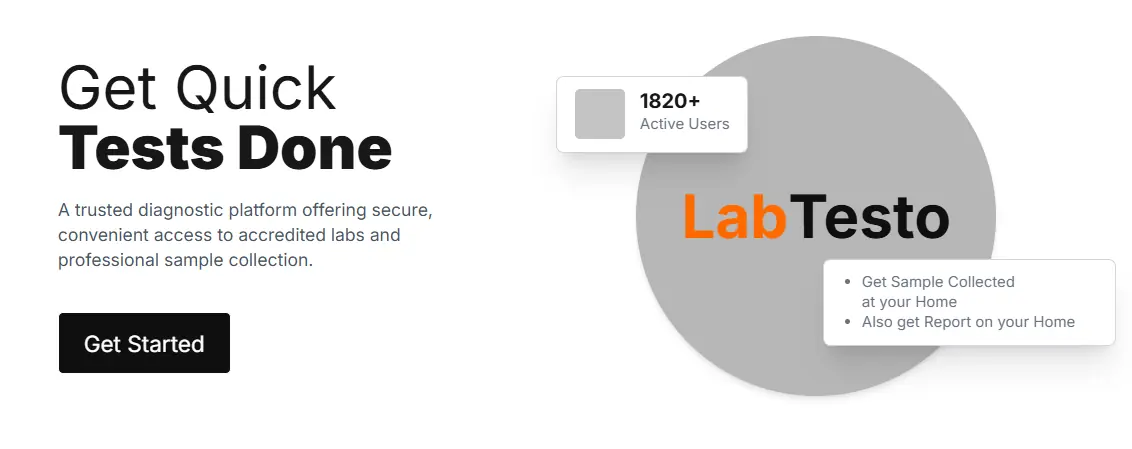 Get Quick
Tests Done
A trusted diagnostic platform offering secure,
convenient access to accredited labs and
professional sample collection.
Get Started
1820+
Active Users
LabTesto
• Get Sample Collected
at your Home
• Also get Report on your Home